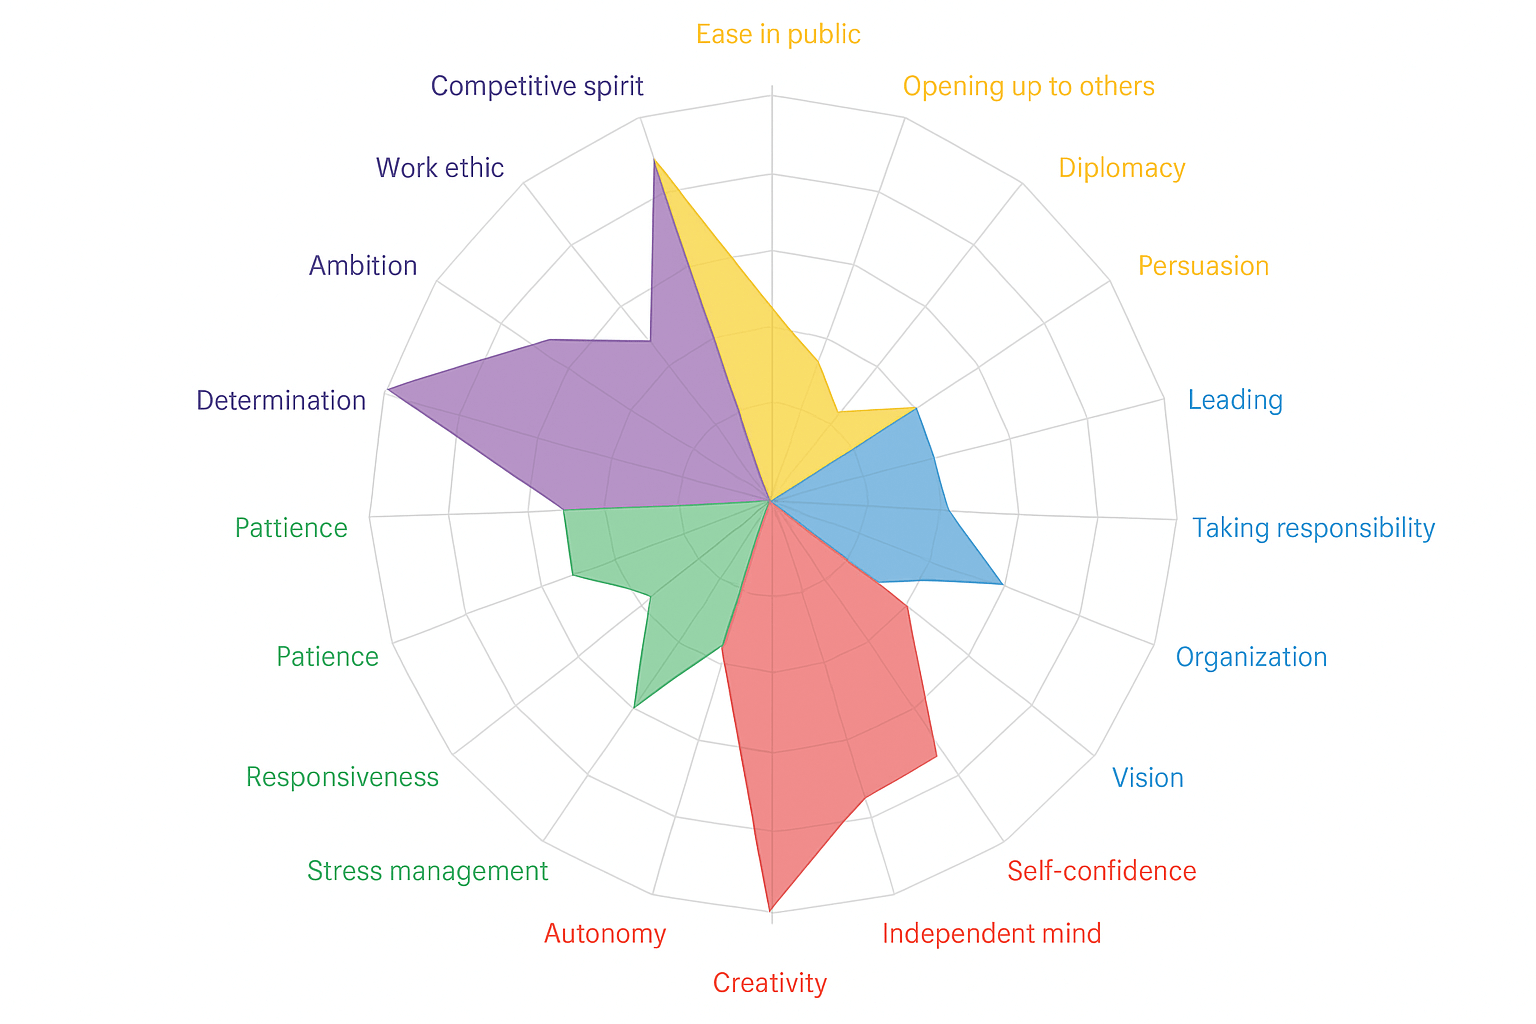 Ease in public
Competitive spirit
Opening up to others
Work ethic
Diplomacy
Ambition
Persuasion
Determination
Leading
Pattience
Taking responsibility
Patience
Organization
Responsiveness
Vision
Stress management
Self-confidence
Autonomy
Independent mind
Creativity